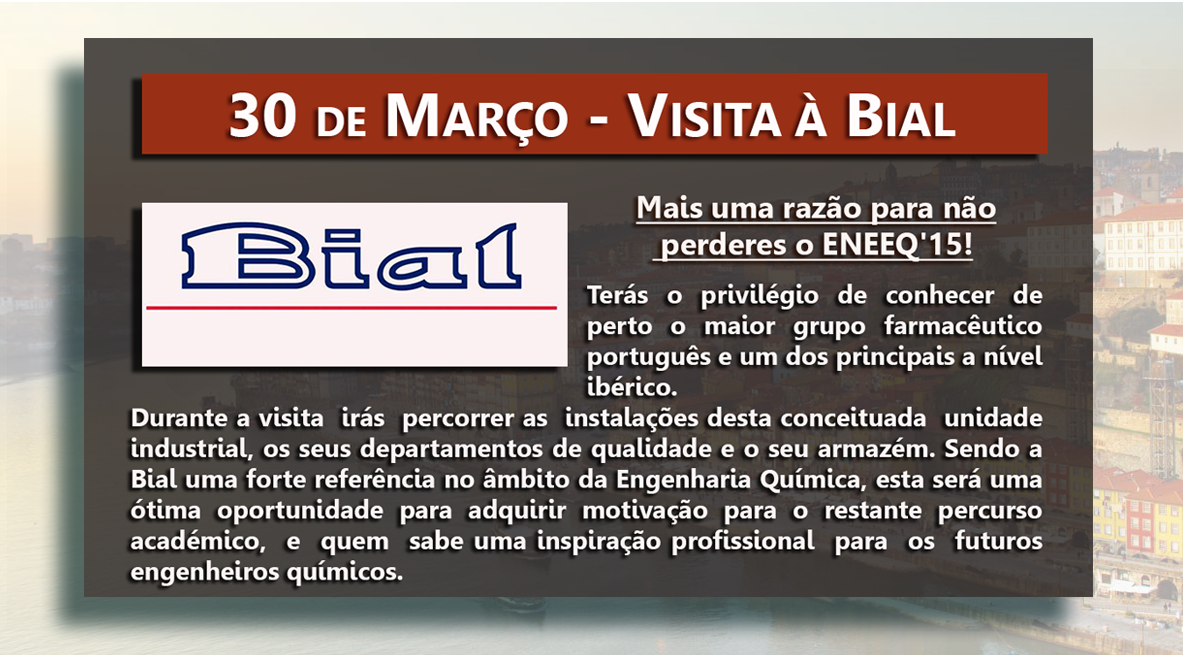 30 de Março - Visita à Bial
Bial
Mais uma razão para não
perderes o ENEEQ'15!
Terás o privilégio de conhecer de
perto o maior grupo farmacêutico
português e um dos principais a nível
ibérico.
Durante a visita irás percorrer as instalações desta conceituada unidade
industrial, os seus departamentos de qualidade e o seu armazém. Sendo a
Bial uma forte referência no âmbito da Engenharia Química, esta será uma
ótima oportunidade para adquirir motivação para o restante percurso
académico, e quem sabe uma inspiração profissional para os futuros
engenheiros químicos.